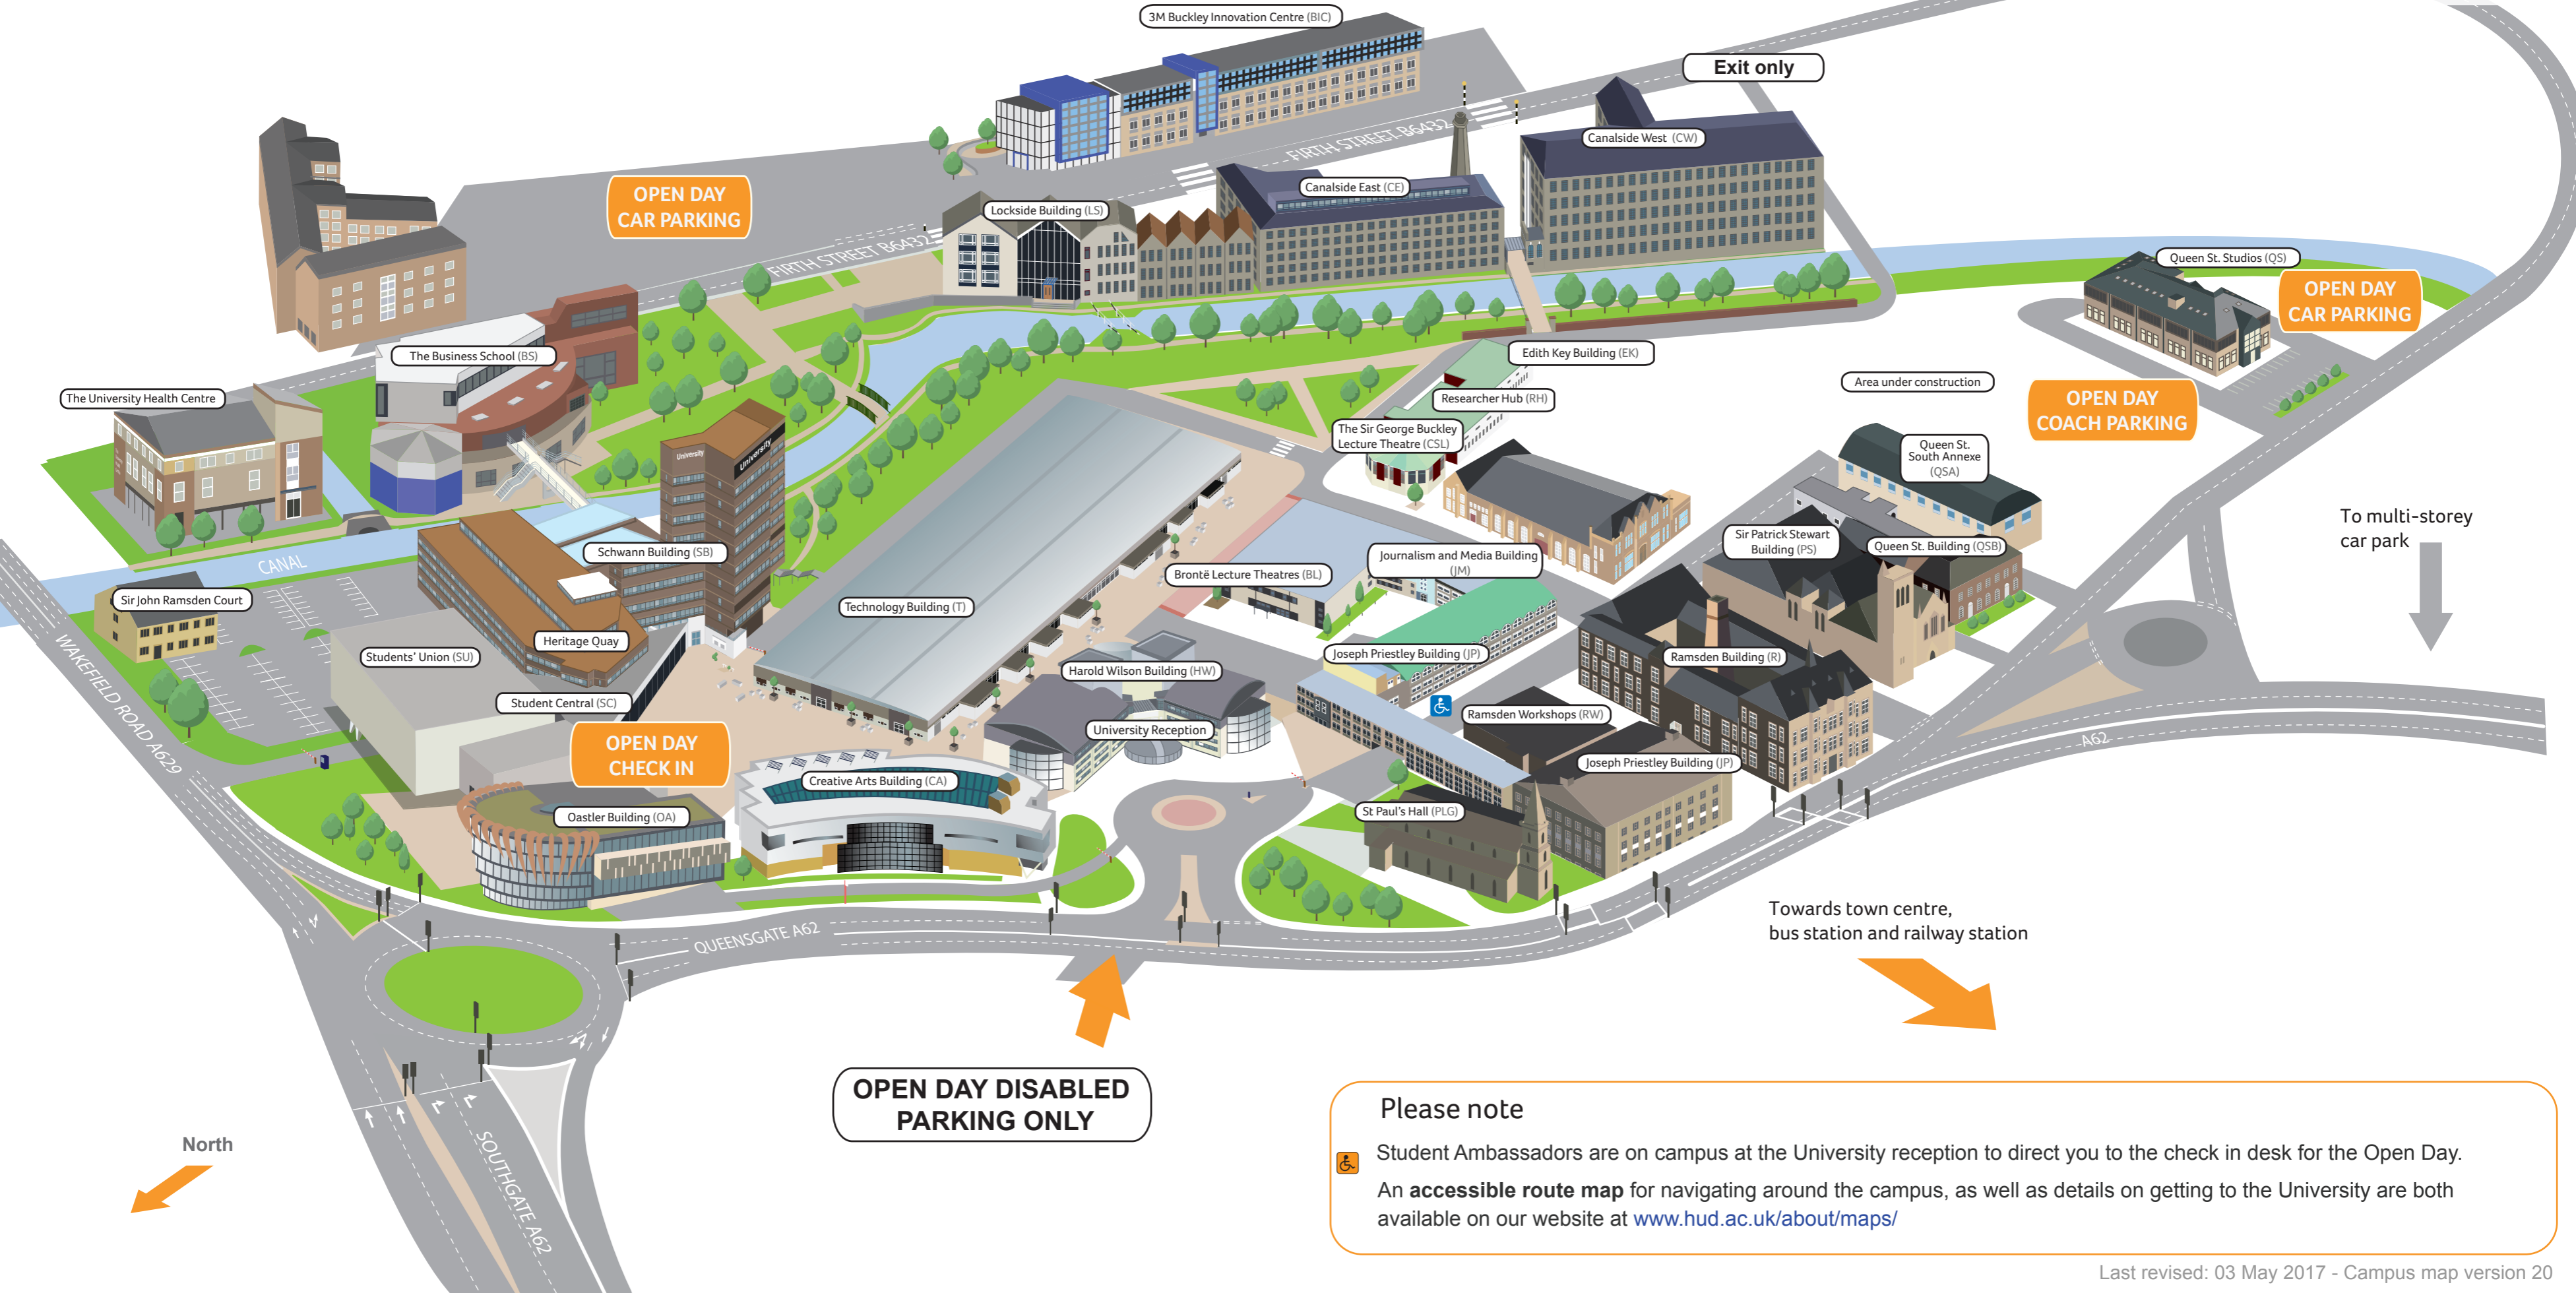 3M Buckley Innovation Centre (BIC)
Exit only
Canalside West (CW)
FIRTH STREET B6432
Canalside East (CE)
OPEN DAY
CAR PARKING
Lockside Building (LS)
FIRTH STREET B6432
Queen St. Studios (QS)
OPEN DAY
CAR PARKING
The Business School (BS)
Edith Key Building (EK)
Area under construction
The University Health Centre
Researcher Hub (RH)
OPEN DAY
COACH PARKING
The Sir George Buckley
Lecture Theatre (CSL)
University
University
Queen St.
South Annexe
(QSA)
To multi-storey
car park
Sir Patrick Stewart
Building (PS)
Queen St. Building (QSB)
Schwann Building (SB)
Journalism and Media Building
(JM)
CANAL
Brontë Lecture Theatres (BL)
Sir John Ramsden Court
Technology Building (T)
Heritage Quay
Students' Union (SU)
Joseph Priestley Building (JP)
Ramsden Building (R)
Harold Wilson Building (HW)
WAKEFIELD ROAD A629
Student Central (SC)
Ramsden Workshops (RW)
University Reception
A62
OPEN DAY
CHECK IN
Joseph Priestley Building (JP)
Creative Arts Building (CA)
Oastler Building (OA)
St Paul's Hall (PLG)
QUEENSGATE A62
Towards town centre,
bus station and railway station
OPEN DAY DISABLED
PARKING ONLY
North
SOUTHGATE A62
Please note
Student Ambassadors are on campus at the University reception to direct you to the check in desk for the Open Day.
An accessible route map for navigating around the campus, as well as details on getting to the University are both
available on our website at www.hud.ac.uk/about/maps/
Last revised: 03 May 2017 - Campus map version 20